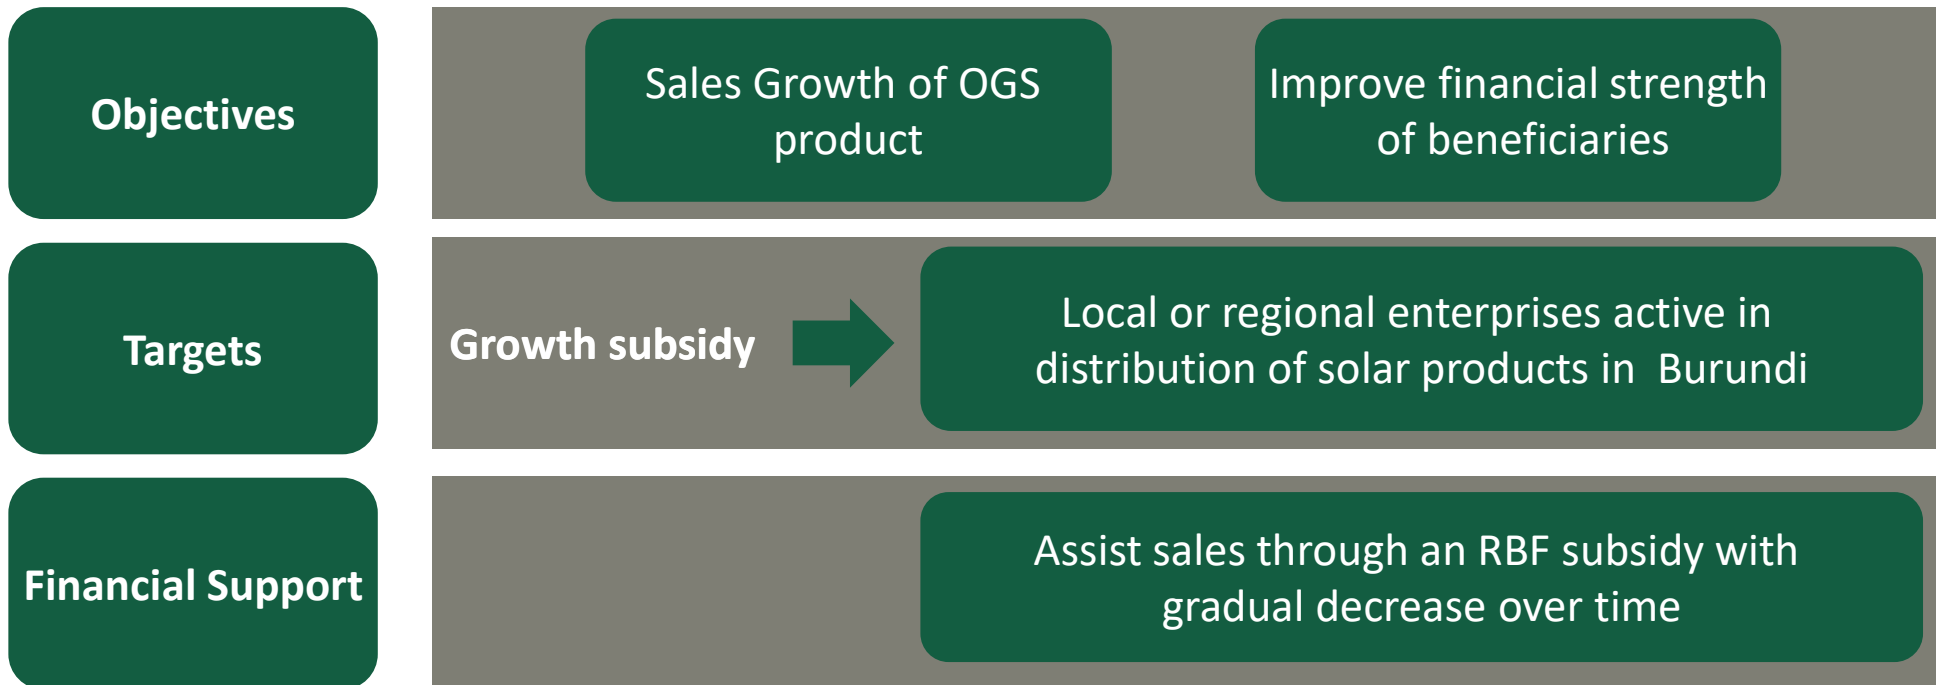 Objectives
Sales Growth of OGS
product
Improve financial strength
of beneficiaries
Targets
Growth subsidy
Local or regional enterprises active in
distribution of solar products in  Burundi
Financial Support
Assist sales through an RBF subsidy with
gradual decrease over time